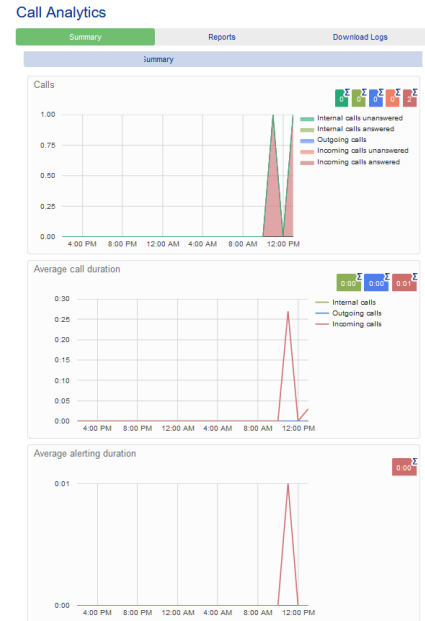 Call Analytics
Summary Reports Download Logs
Summary
Calls
0 Σ 0 Σ 0 Σ 0 Σ 2 Σ
1.00
0.75
0.50
0.25
0.00
4:00 PM 8:00 PM 12:00 AM 4:00 AM 8:00 AM 12:00 PM
Internal calls unanswered
Internal calls answered
Outgoing calls
Incoming calls unanswered
Incoming calls answered
Average call duration
0:00 Σ 0:00 Σ 0:01 Σ
0:30
0:25
0:20
0:15
0:10
0:05
0:00
4:00 PM 8:00 PM 12:00 AM 4:00 AM 8:00 AM 12:00 PM
Internal calls
Outgoing calls
Incoming calls
Average alerting duration
0:00 Σ
0:01
0:00
4:00 PM 8:00 PM 12:00 AM 4:00 AM 8:00 AM 12:00 PM